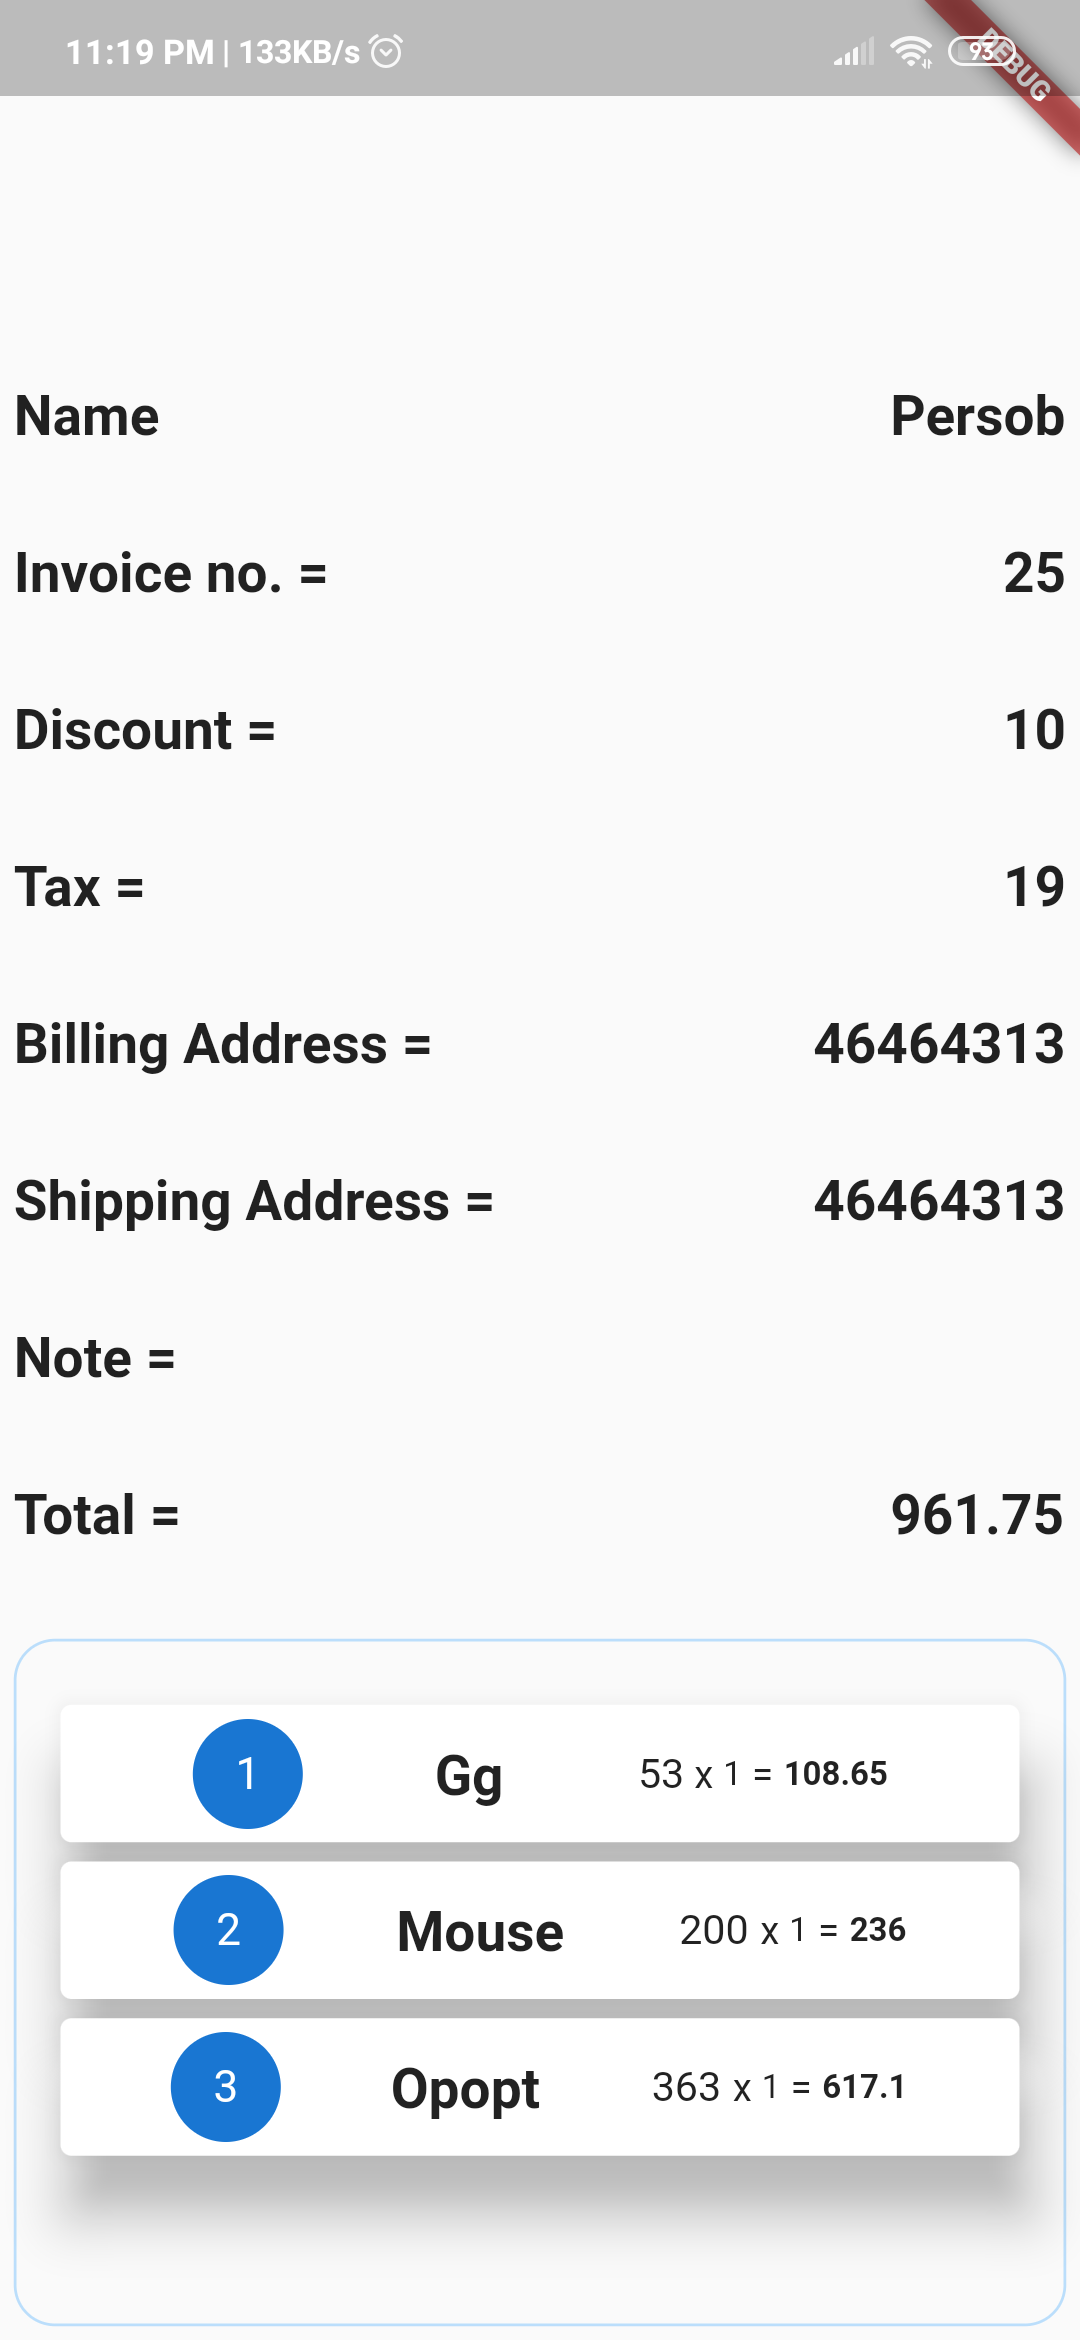 11:19 PM | 133KB/s
93
DEBUG
Name Persob
Invoice no. = 25
Discount = 10
Tax = 19
Billing Address = 46464313
Shipping Address = 46464313
Note =
Total = 961.75
1 Gg 53 x 1 = 108.65
2 Mouse 200 x 1 = 236
3 Opopt 363 x 1 = 617.1